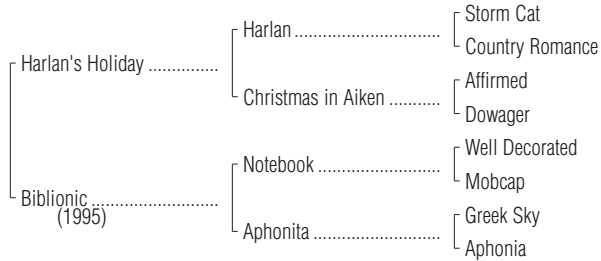 Storm Cat
Harlan
Country Romance
Harlan's Holiday
Affirmed
Christmas in Aiken
Dowager
Well Decorated
Notebook
Mobcap
Biblionic
(1995)
Greek Sky
Aphonita
Aphonia